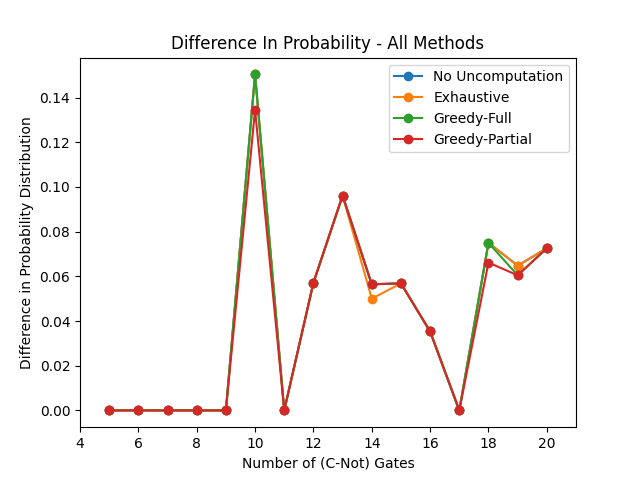 Difference In Probability - All Methods
No Uncomputation
Exhaustive
Greedy-Full
Greedy-Partial
Difference in Probability Distribution
0.14
0.12
0.10
0.08
0.06
0.04
0.02
0.00
4 6 8 10 12 14 16 18 20
Number of (C-Not) Gates